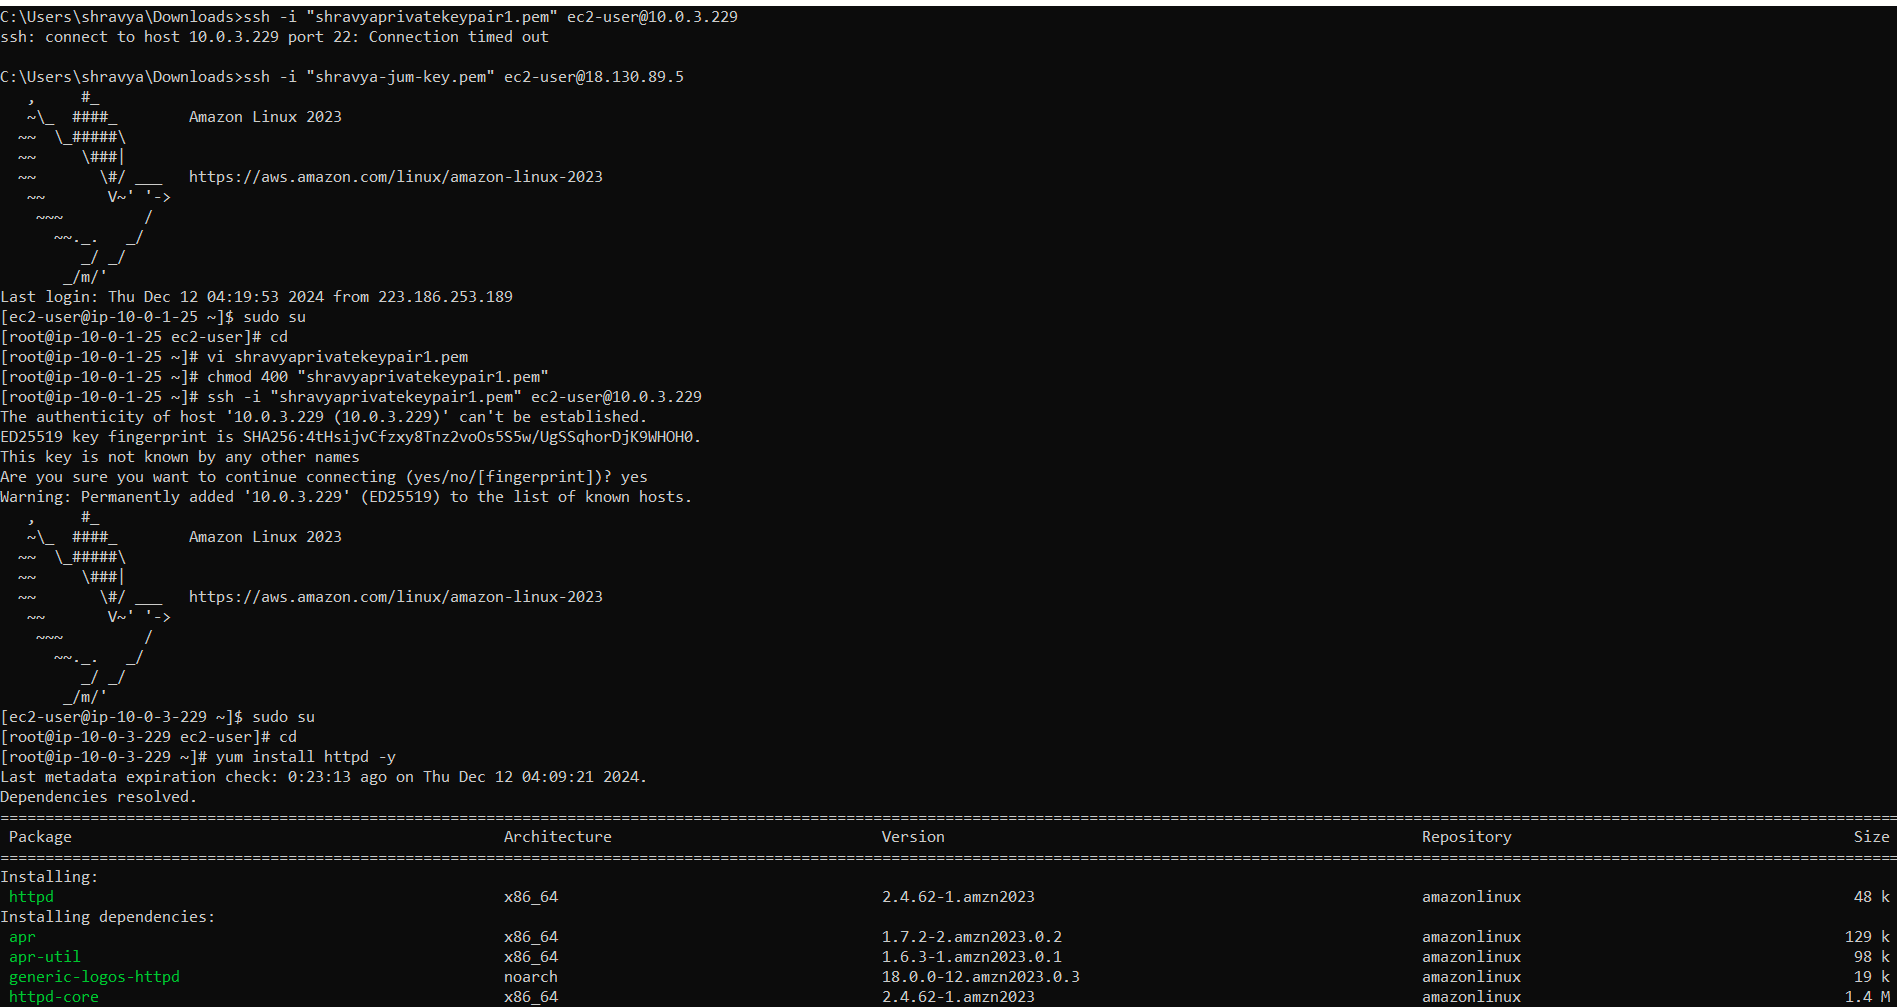 C:\Users\shravya\Downloads>ssh -i "shravyaprivatekeypair1.pem" ec2-user@10.0.3.229
ssh: connect to host 10.0.3.229 port 22: Connection timed out

C:\Users\shravya\Downloads>ssh -i "shravya-jum-key.pem" ec2-user@18.130.89.5
   ,     #_
   ~\_  ####_        Amazon Linux 2023
  ~~  \_#####\
  ~~     \###|
  ~~       \#/ ___   https://aws.amazon.com/linux/amazon-linux-2023
   ~~       V~' '->
    ~~~         /
      ~~._.   _/
         _/ _/
       _/m/'
Last login: Thu Dec 12 04:19:53 2024 from 223.186.253.189
[ec2-user@ip-10-0-1-25 ~]$ sudo su
[root@ip-10-0-1-25 ec2-user]# cd
[root@ip-10-0-1-25 ~]# vi shravyaprivatekeypair1.pem
[root@ip-10-0-1-25 ~]# chmod 400 "shravyaprivatekeypair1.pem"
[root@ip-10-0-1-25 ~]# ssh -i "shravyaprivatekeypair1.pem" ec2-user@10.0.3.229
The authenticity of host '10.0.3.229 (10.0.3.229)' can't be established.
ED25519 key fingerprint is SHA256:4tHsijvCfzxy8Tnz2voOs5S5w/UgSSqhorDjK9WHOH0.
This key is not known by any other names
Are you sure you want to continue connecting (yes/no/[fingerprint])? yes
Warning: Permanently added '10.0.3.229' (ED25519) to the list of known hosts.
   ,     #_
   ~\_  ####_        Amazon Linux 2023
  ~~  \_#####\
  ~~     \###|
  ~~       \#/ ___   https://aws.amazon.com/linux/amazon-linux-2023
   ~~       V~' '->
    ~~~         /
      ~~._.   _/
         _/ _/
       _/m/'
[ec2-user@ip-10-0-3-229 ~]$ sudo su
[root@ip-10-0-3-229 ec2-user]# cd
[root@ip-10-0-3-229 ~]# yum install httpd -y
Last metadata expiration check: 0:23:13 ago on Thu Dec 12 04:09:21 2024.
Dependencies resolved.
Package Architecture Version Repository Size
Installing:
httpd x86_64 2.4.62-1.amzn2023 amazonlinux 48 k
Installing dependencies:
apr x86_64 1.7.2-2.amzn2023.0.2 amazonlinux 129 k
apr-util x86_64 1.6.3-1.amzn2023.0.1 amazonlinux 98 k
generic-logos-httpd noarch 18.0.0-12.amzn2023.0.3 amazonlinux 19 k
httpd-core x86_64 2.4.62-1.amzn2023 amazonlinux 1.4 M